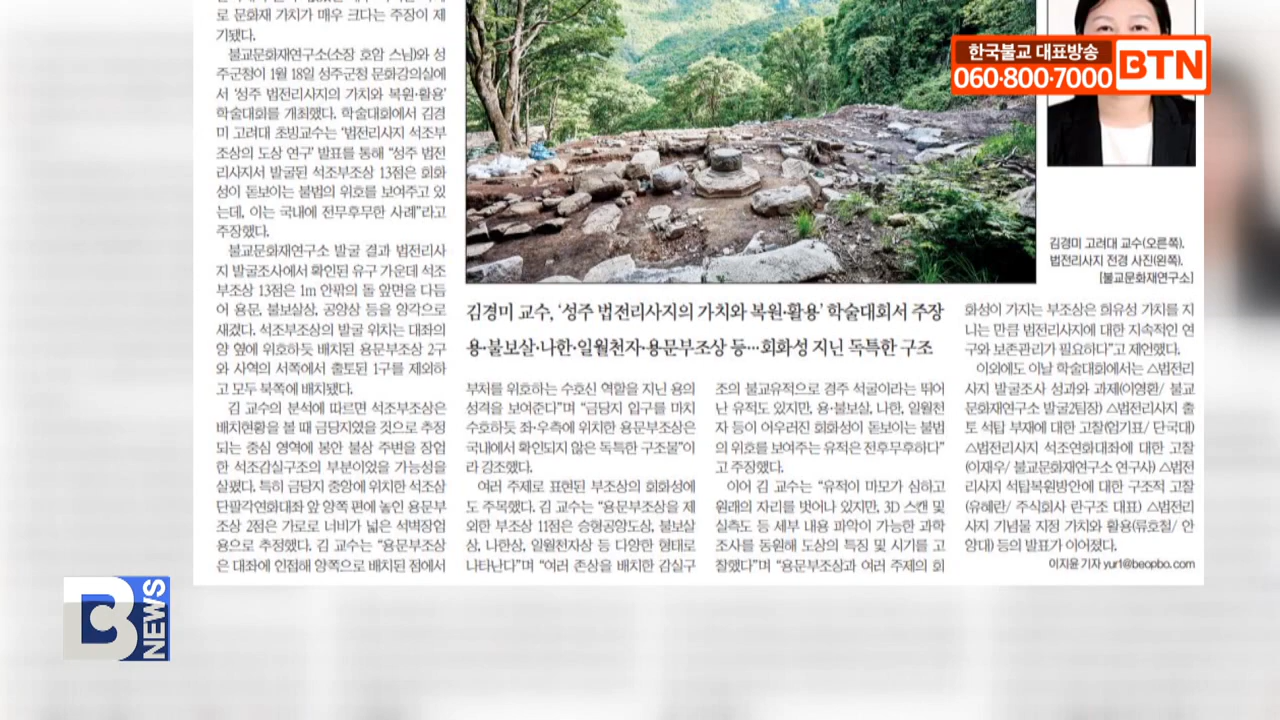 로 문화재 가치가 매우 크다는 주장이 제
기됐다.
불교문화재연구소(소장 호암 스님)와 성
주군청이 1월 18일 성주군청 문화강의실에
서 '성주 법전리사지의 가치와 복원·활용'
학술대회를 개최했다. 학술대회에서 김경
미 고려대 초빙교수는 '법전리사지 석조부
조상의 도상 연구' 발표를 통해 "성주 법전
리사지서 발굴된 석조부조상 13점은 회화
성이 돋보이는 불법의 위호를 보여주고 있
는데, 이는 국내에 전무후무한 사례"라고
주장했다.
불교문화재연구소 발굴 결과 법전리사
지 발굴조사에서 확인된 유구 가운데 석조
부조상 13점은 1m 안팎의 돌 앞면을 다듬
어 용문, 불보살상, 공양상 등을 양각으로
새겼다. 석조부조상의 발굴 위치는 대좌의
양 옆에 위호하듯 배치된 용문부조상 2구
와 사역의 서쪽에서 출토된 1구를 제외하
고 모두 북쪽에 배치됐다.
김 교수의 분석에 따르면 석조부조상은
배치현황을 볼 때 금당지였을 것으로 추정
되는 중심 영역에 봉안 불상 주변을 장엄
한 석조감실구조의 부분이었을 가능성을
살폈다. 특히 금당지 중앙에 위치한 석조삼
단팔각연화대좌 앞 양쪽 편에 놓인 용문부
조상 2점은 가로로 너비가 넓은 석벽장엄
용으로 추정했다. 김 교수는 "용문부조상
은 대좌에 인접해 양쪽으로 배치된 점에서
김경미 교수, '성주 법전리사지의 가치와 복원·활용' 학술대회서 주장
용·불보살·나한·일월천자·용문부조상 등…회화성 지닌 독특한 구조
부처를 위호하는 수호신 역할을 지닌 용의
성격을 보여준다"며 "금당지 입구를 마치
수호하듯 좌·우측에 위치한 용문부조상은
국내에서 확인되지 않은 독특한 구조물"이
라 강조했다.
여러 주제로 표현된 부조상의 회화성에
도 주목했다. 김 교수는 "용문부조상을 제
외한 부조상 11점은 승형공양도상, 불보살
상, 나한상, 일월천자상 등 다양한 형태로
나타난다"며 "여러 존상을 배치한 감실구
조의 불교유적으로 경주 석굴이라는 뛰어
난 유적도 있지만, 용·불보살, 나한, 일월천
자 등이 어우러진 회화성이 돋보이는 불법
의 위호를 보여주는 유적은 전후무후하다"
고 주장했다.
이어 김 교수는 "유적이 마모가 심하고
원래의 자리를 벗어나 있지만, 3D 스캔 및
실측도 등 세부 내용 파악이 가능한 과학
조사를 동원해 도상의 특징 및 시기를 고
찰했다"며 "용문부조상과 여러 주제의 회
한국불교 대표방송
060·800·7000
BTN
김경미 고려대 교수(오른쪽).
법전리사지 전경 사진(왼쪽).
[불교문화재연구소]
화성이 가지는 부조상은 희유성 가치를 지
니는 만큼 법전리사지에 대한 지속적인 연
구와 보존관리가 필요하다"고 제언했다.
이외에도 이날 학술대회에서는 △법전리
사지 발굴조사 성과와 과제(이영환/ 불교
문화재연구소 발굴2팀장) △법전리사지 출
토 석탑 부재에 대한 고찰(엄기표/ 단국대)
△법전리사지 석조연화대좌에 대한 고찰
(이재우/ 불교문화재연구소 연구사) △법전
리사지 석탑복원방안에 대한 구조적 고찰
(유혜란/ 주식회사 란구조 대표) △법전리
사지 기념물 지정 가치와 활용(류호철/ 안
양대) 등의 발표가 이어졌다.
이지윤 기자 yur1@beopbo.com
B NEWS